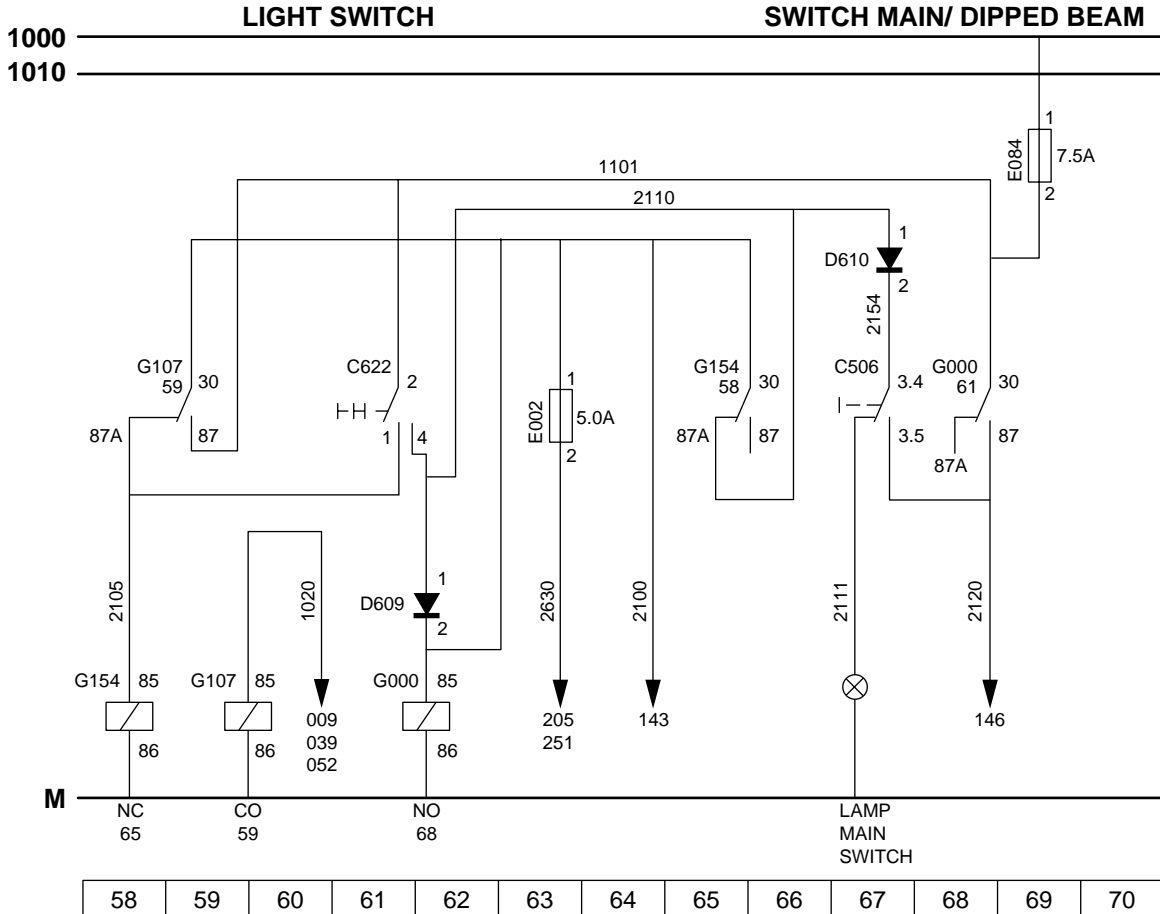 LIGHT SWITCH
SWITCH MAIN/ DIPPED BEAM
1000
1010
1
E084
7.5A
2
1101
2110
1
D610
2
2154
G107
59
30
87A
87
C622
2
1
4
1
E002
5.0A
2
G154
58
30
87A
87
C506
3.4
3.5
G000
61
30
87A
87
2105
1020
D609
1
2
2630
2100
2111
2120
G154
85
86
G107
85
86
009
039
052
G000
85
86
205
251
143
146
M
NC
65
CO
59
NO
68
LAMP
MAIN
SWITCH
58 59 60 61 62 63 64 65 66 67 68 69 70